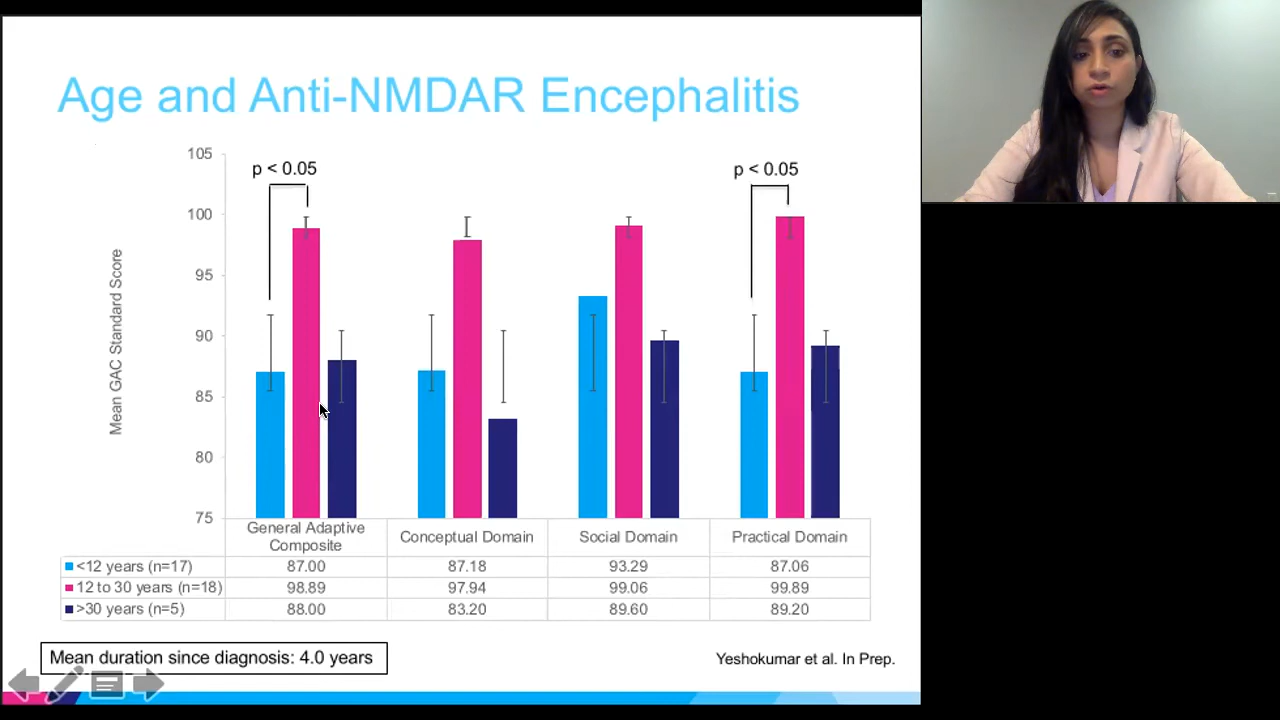 Age and Anti-NMDAR Encephalitis
105
100
95
90
85
80
75
Mean GAC Standard Score
p < 0.05
p < 0.05
General Adaptive
Composite
Conceptual Domain
Social Domain
Practical Domain
<12 years (n=17) 87.00 87.18 93.29 87.06
12 to 30 years (n=18) 98.89 97.94 99.06 99.89
>30 years (n=5) 88.00 83.20 89.60 89.20
Mean duration since diagnosis: 4.0 years
Yeshokumar et al. In Prep.